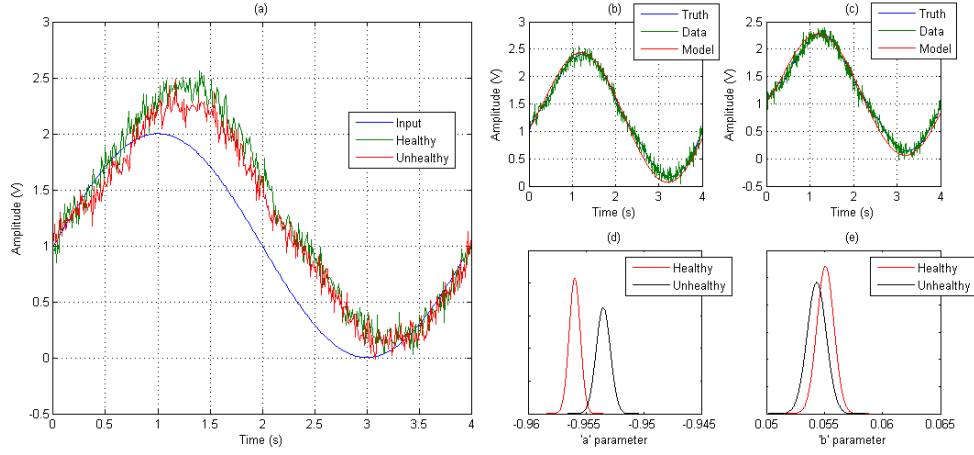 (a)
Amplitude (V)
3
2.5
2
1.5
1
0.5
0
-0.5
0 0.5 1 1.5 2 2.5 3 3.5 4
Time (s)
Input
Healthy
Unhealthy
(b)
Amplitude (V)
3
2.5
2
1.5
1
0.5
0
0 1 2 3 4
Time (s)
Truth
Data
Model
(c)
Amplitude (V)
2.5
2
1.5
1
0.5
0
-0.5
0 1 2 3 4
Time (s)
Truth
Data
Model
(d)
Healthy
Unhealthy
-0.96 -0.955 -0.95 -0.945
'a' parameter
(e)
Healthy
Unhealthy
0.05 0.055 0.06 0.065
'b' parameter